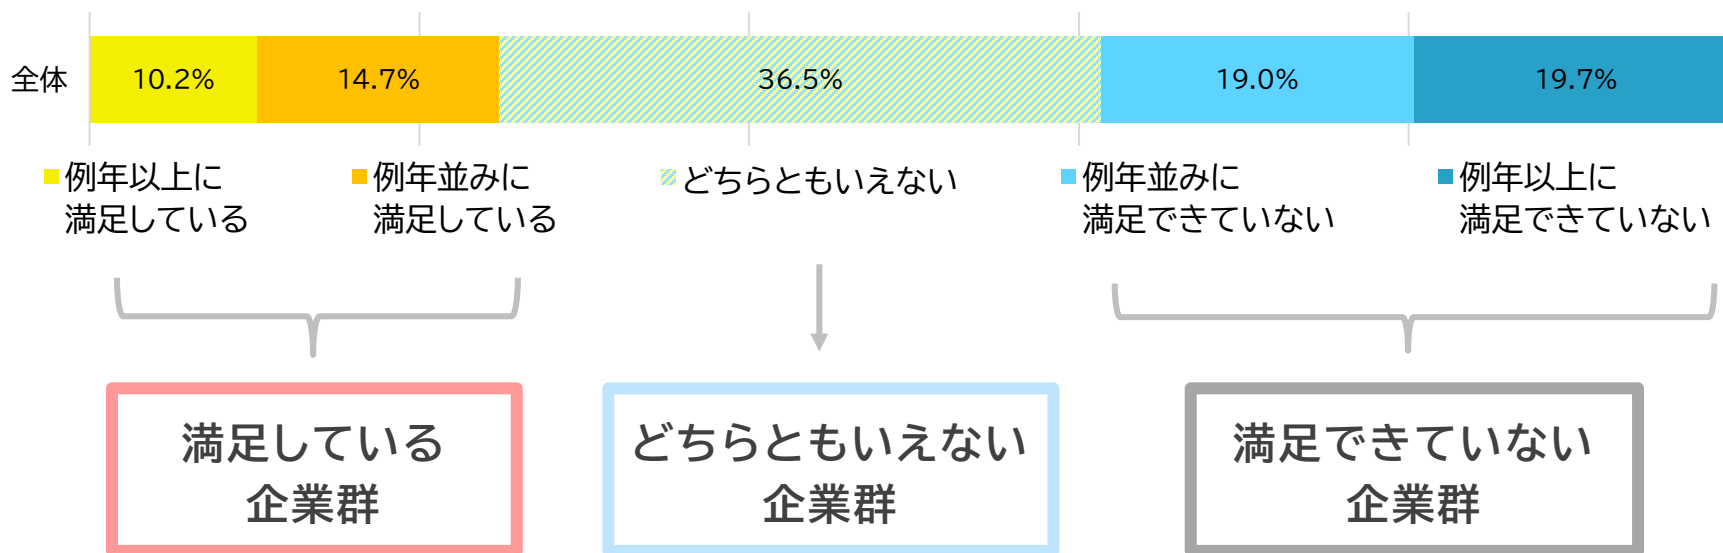 全体 10.2% 14.7% 36.5% 19.0% 19.7%
例年以上に
満足している
例年並みに
満足している
どちらともいえない
例年並みに
満足できていない
例年以上に
満足できていない
満足している
企業群
どちらともいえない
企業群
満足できていない
企業群